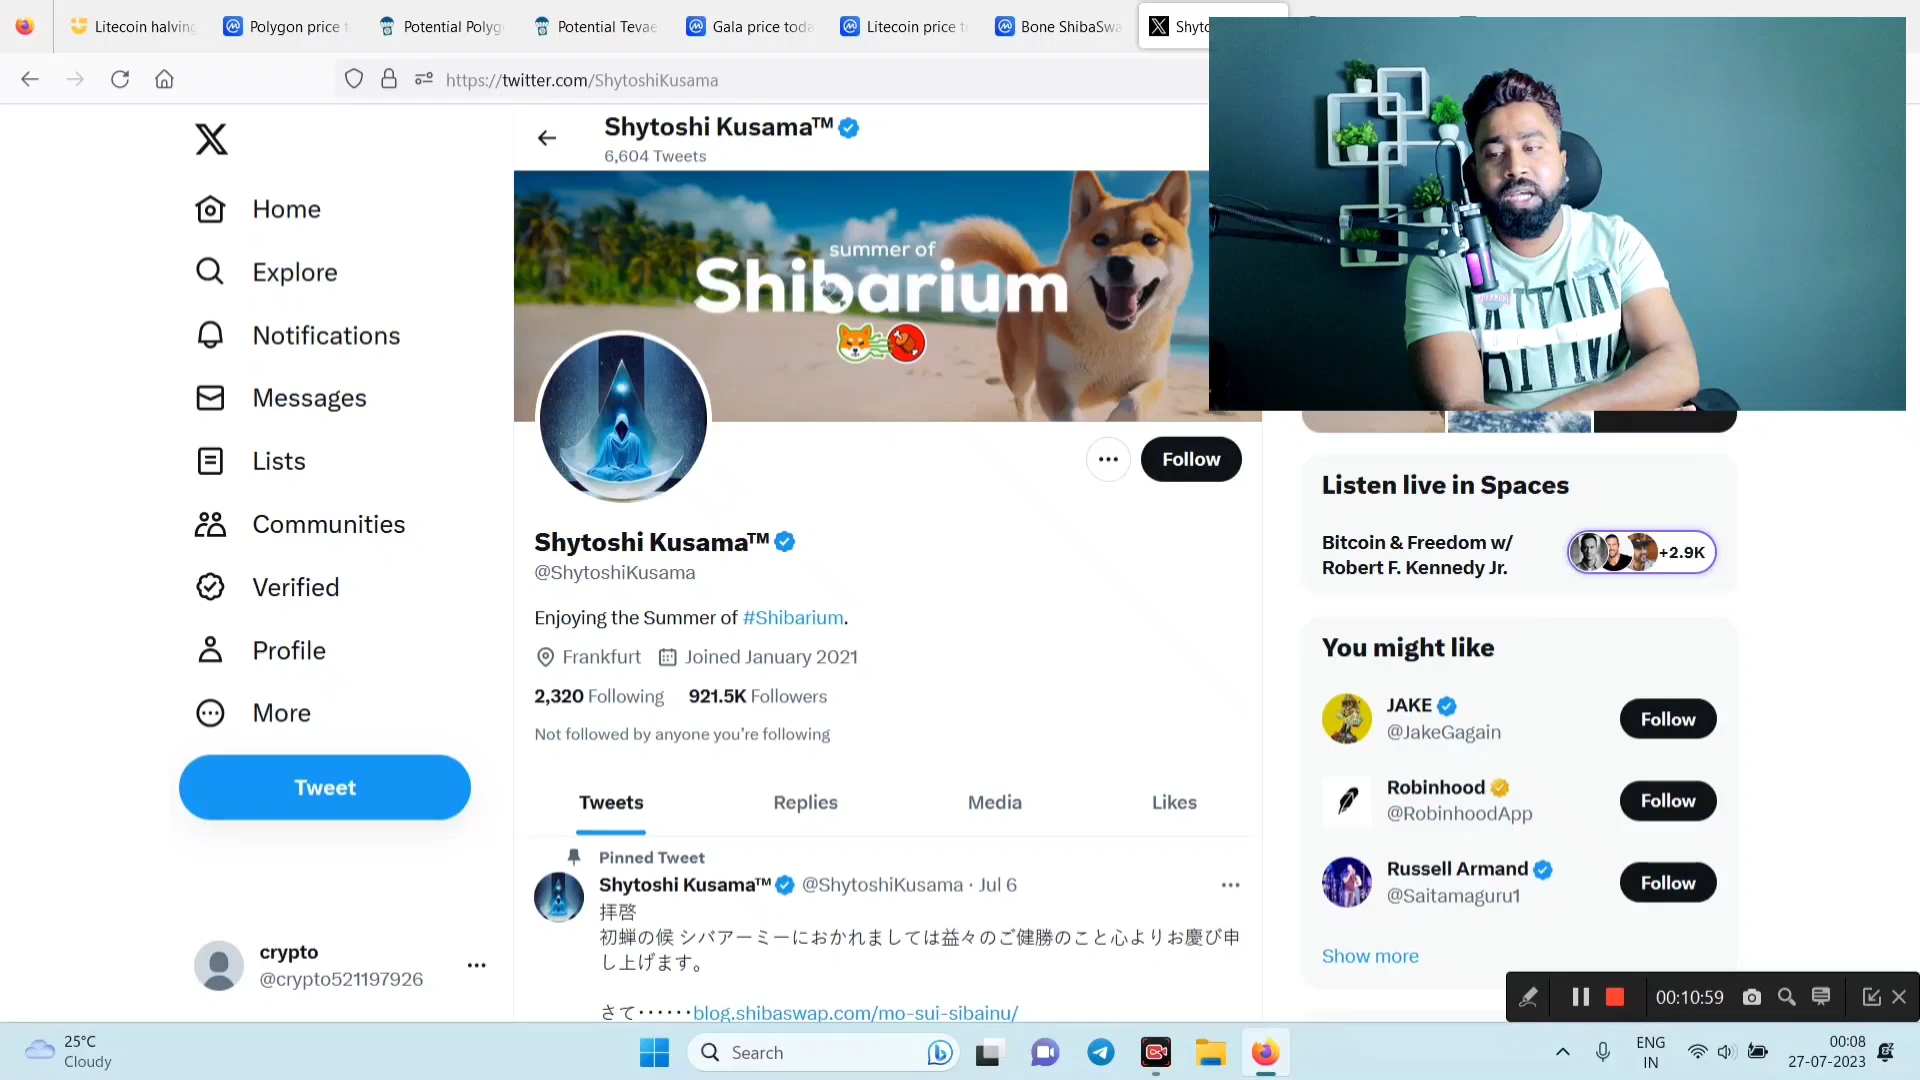 Litecoin halving
Polygon price t
Potential Polyg
Potential Tevae
Gala price toda
Litecoin price to
Bone ShibaSwa
Shyto
https://twitter.com/ShytoshiKusama
Shytoshi Kusama™
6,604 Tweets
summer of
Shibarium
Home
Explore
Notifications
Messages
Lists
Communities
Verified
Profile
More
Tweet
crypto
@crypto521197926
Follow
Shytoshi Kusama™
@ShytoshiKusama
Enjoying the Summer of #Shibarium.
Frankfurt Joined January 2021
2,320 Following 921.5K Followers
Not followed by anyone you're following
Tweets Replies Media Likes
Pinned Tweet
Shytoshi Kusama™ @ShytoshiKusama · Jul 6
拝啓
初蝉の候 シバアーミーにおかれましては益々のご健勝のこと心よりお慶び申
し上げます。
さて・・・・・・blog.shibaswap.com/mo-sui-sibainu/
Listen live in Spaces
Bitcoin & Freedom w/
Robert F. Kennedy Jr.
+2.9K
You might like
JAKE
@JakeGagain
Follow
Robinhood
@RobinhoodApp
Follow
Russell Armand
@Saitamaguru1
Follow
Show more
00:10:59
25°C
Cloudy
Search
ENG
IN
00:08
27-07-2023